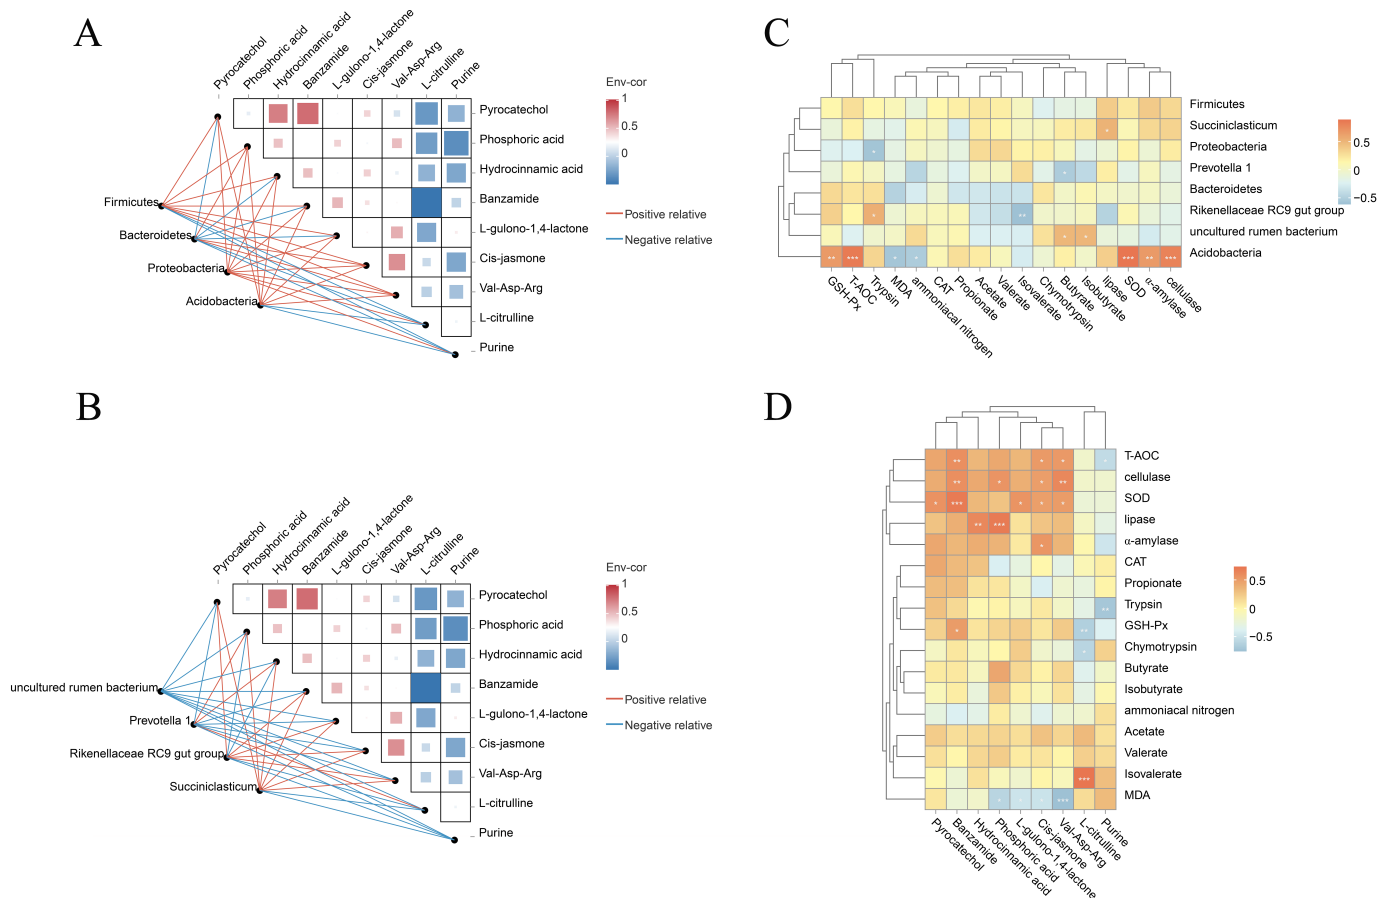 A
Pyrocatechol
Phosphoric acid
Hydrocinnamic acid
Banzamide
L-gulono-1,4-lactone
Cis-jasmone
Val-Asp-Arg
L-citrulline
Purine
Pyrocatechol
Phosphoric acid
Hydrocinnamic acid
Banzamide
L-gulono-1,4-lactone
Cis-jasmone
Val-Asp-Arg
L-citrulline
Purine
Firmicutes
Bacteroidetes
Proteobacteria
Acidobacteria
Env-cor
1
0.5
0
Positive relative
Negative relative
B
Pyrocatechol
Phosphoric acid
Hydrocinnamic acid
Banzamide
L-gulono-1,4-lactone
Cis-jasmone
Val-Asp-Arg
L-citrulline
Purine
Pyrocatechol
Phosphoric acid
Hydrocinnamic acid
Banzamide
L-gulono-1,4-lactone
Cis-jasmone
Val-Asp-Arg
L-citrulline
Purine
uncultured rumen bacterium
Prevotella 1
Rikenellaceae RC9 gut group
Succiniclasticum
Env-cor
1
0.5
0
Positive relative
Negative relative
C
Firmicutes
Succiniclasticum
Proteobacteria
Prevotella 1
Bacteroidetes
Rikenellaceae RC9 gut group
uncultured rumen bacterium
Acidobacteria
GSH-Px
T-AOC
Trypsin
MDA
ammoniacal nitrogen
CAT
Propionate
Acetate
Valerate
Isovalerate
Chymotrypsin
Butyrate
Isobutyrate
lipase
SOD
α-amylase
cellulase
0.5
0
−0.5
D
T-AOC
cellulase
SOD
lipase
α-amylase
CAT
Propionate
Trypsin
GSH-Px
Chymotrypsin
Butyrate
Isobutyrate
ammoniacal nitrogen
Acetate
Valerate
Isovalerate
MDA
Pyrocatechol
Banzamide
Hydrocinnamic acid
Phosphoric acid
L-gulono-1,4-lactone
Cis-jasmone
Val-Asp-Arg
L-citrulline
Purine
0.5
0
−0.5